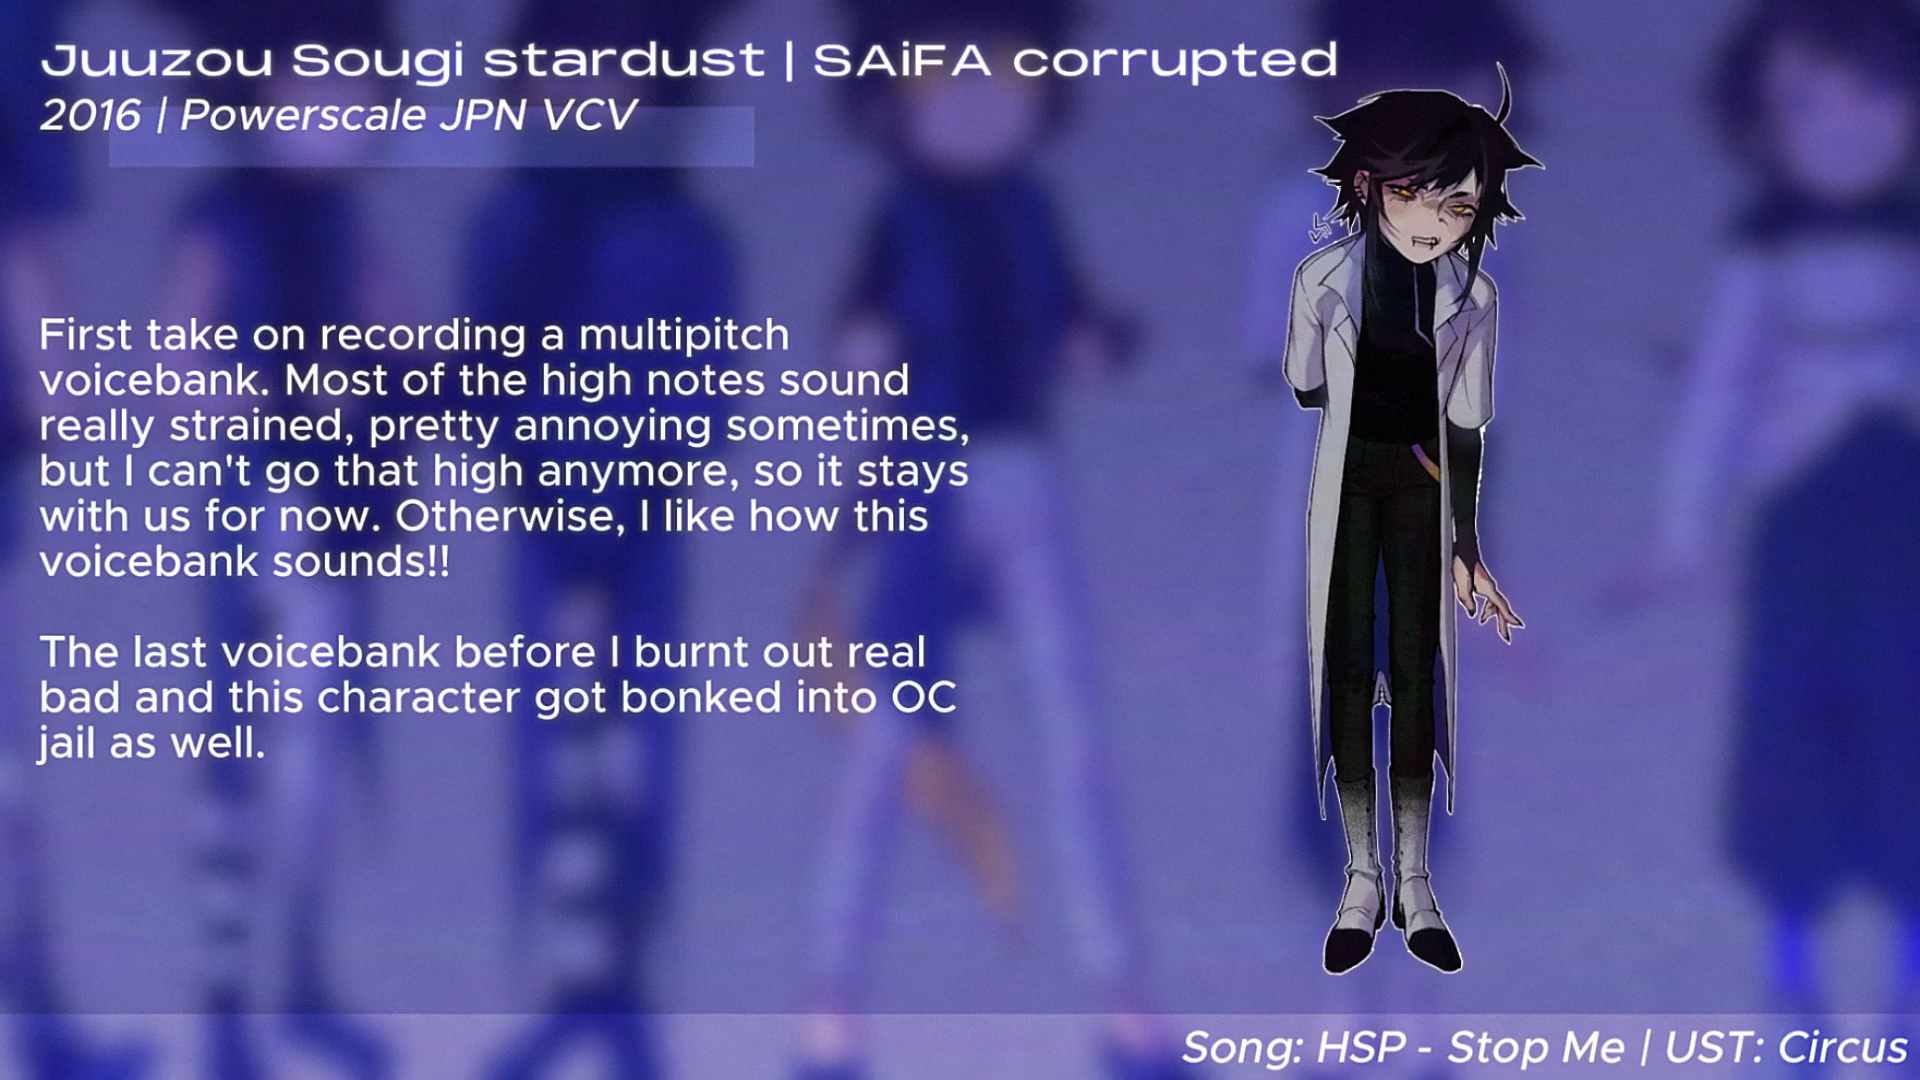 Juuzou Sougi stardust | SAiFA corrupted
2016 | Powerscale JPN VCV
First take on recording a multipitch
voicebank. Most of the high notes sound
really strained, pretty annoying sometimes,
but I can't go that high anymore, so it stays
with us for now. Otherwise, I like how this
voicebank sounds!!
The last voicebank before I burnt out real
bad and this character got bonked into OC
jail as well.
Song: HSP - Stop Me | UST: Circus